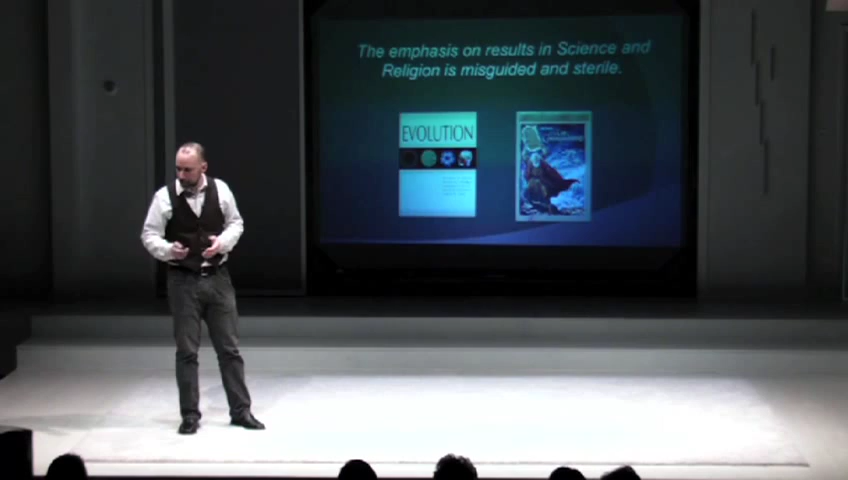 The emphasis on results in Science and
Religion is misguided and sterile.
EVOLUTION